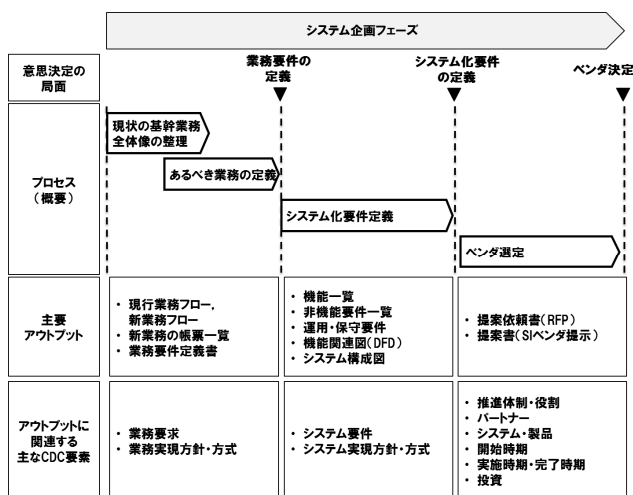 システム企画フェーズ
意思決定の
局面
業務要件の
定義
システム化要件
の定義
ベンダ決定
プロセス
（概要）
現状の基幹業務
全体像の整理
あるべき業務の定義
システム化要件定義
ベンダ選定
主要
アウトプット
・ 現行業務フロー，
新業務フロー
・ 新業務の帳票一覧
・ 業務要件定義書
・ 機能一覧
・ 非機能要件一覧
・ 運用・保守要件
・ 機能関連図（DFD）
・ システム構成図
・ 提案依頼書（RFP）
・ 提案書（SIベンダ提示）
アウトプットに
関連する
主なCDC要素
・ 業務要求
・ 業務実現方針・方式
・ システム要件
・ システム実現方針・方式
・ 推進体制・役割
・ パートナー
・ システム・製品
・ 開始時期
・ 実施時期・完了時期
・ 投資